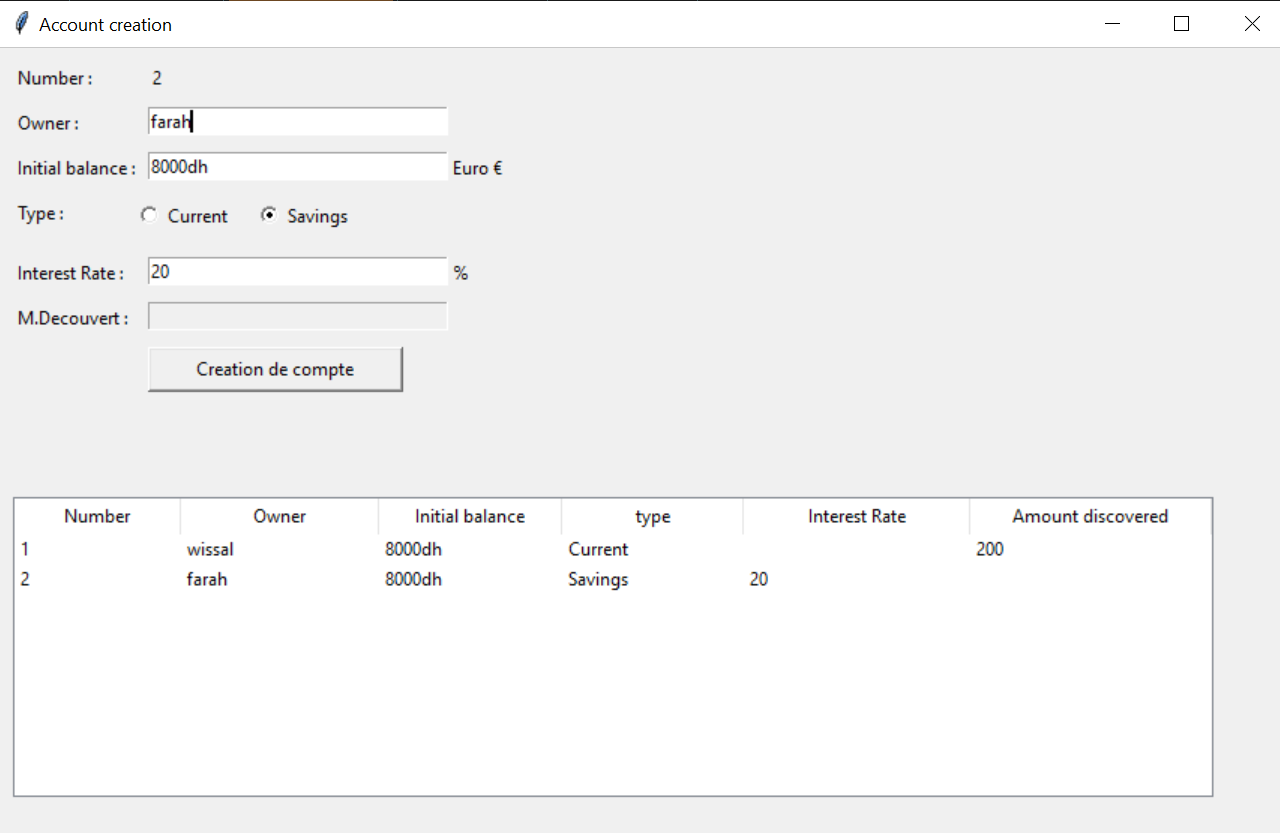 Account creation
Number : 2
Owner : farah
Initial balance : 8000dh Euro €
Type : Current Savings
Interest Rate : 20 %
M.Decouvert :
Creation de compte
Number Owner Initial balance type Interest Rate Amount discovered
1 wissal 8000dh Current 200
2 farah 8000dh Savings 20